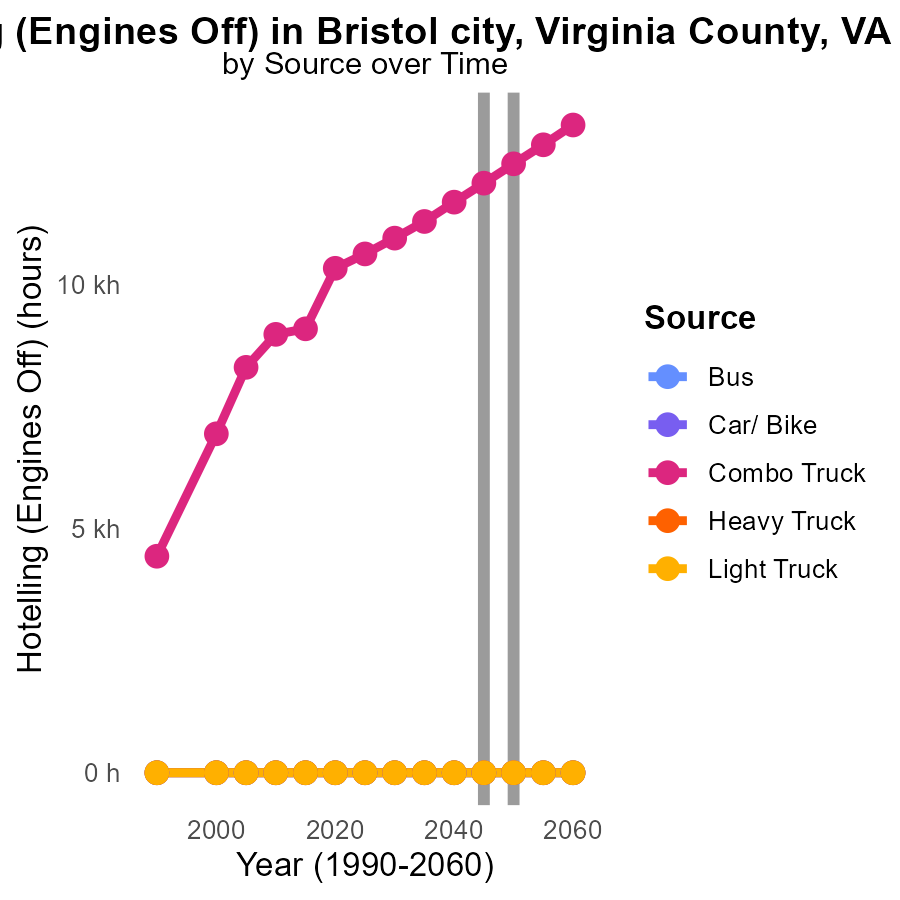 (Engines Off) in Bristol city, Virginia County, VA
by Source over Time
Hotelling (Engines Off) (hours)
10 kh
5 kh
0 h
2000 2020 2040 2060
Year (1990-2060)
Source
Bus
Car/ Bike
Combo Truck
Heavy Truck
Light Truck